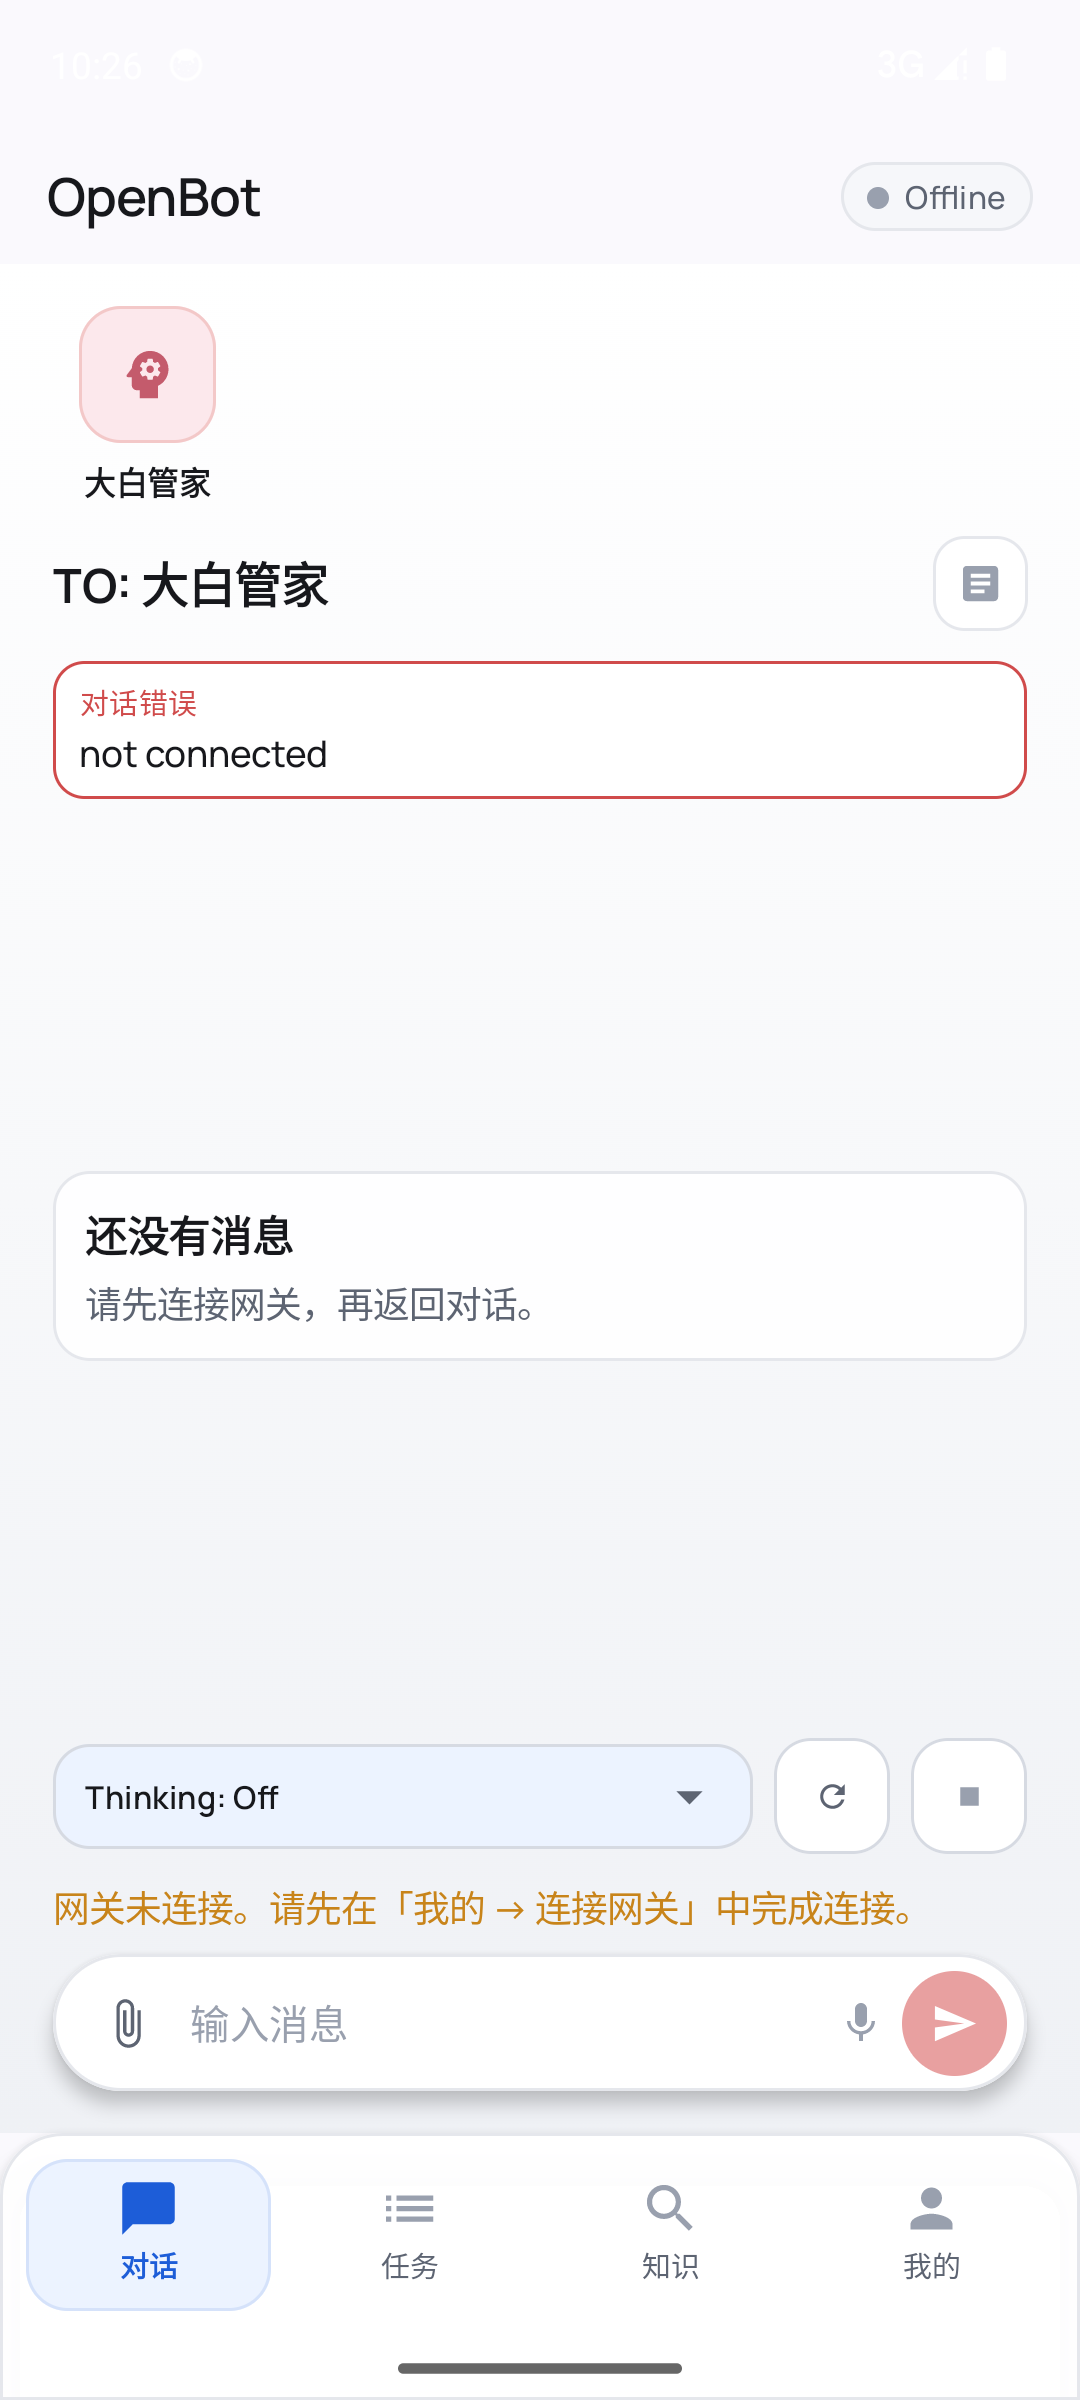 10:26
3G
OpenBot
Offline
大白管家
TO: 大白管家
对话错误
not connected
还没有消息
请先连接网关，再返回对话。
Thinking: Off
网关未连接。请先在「我的 → 连接网关」中完成连接。
输入消息
对话
任务
知识
我的